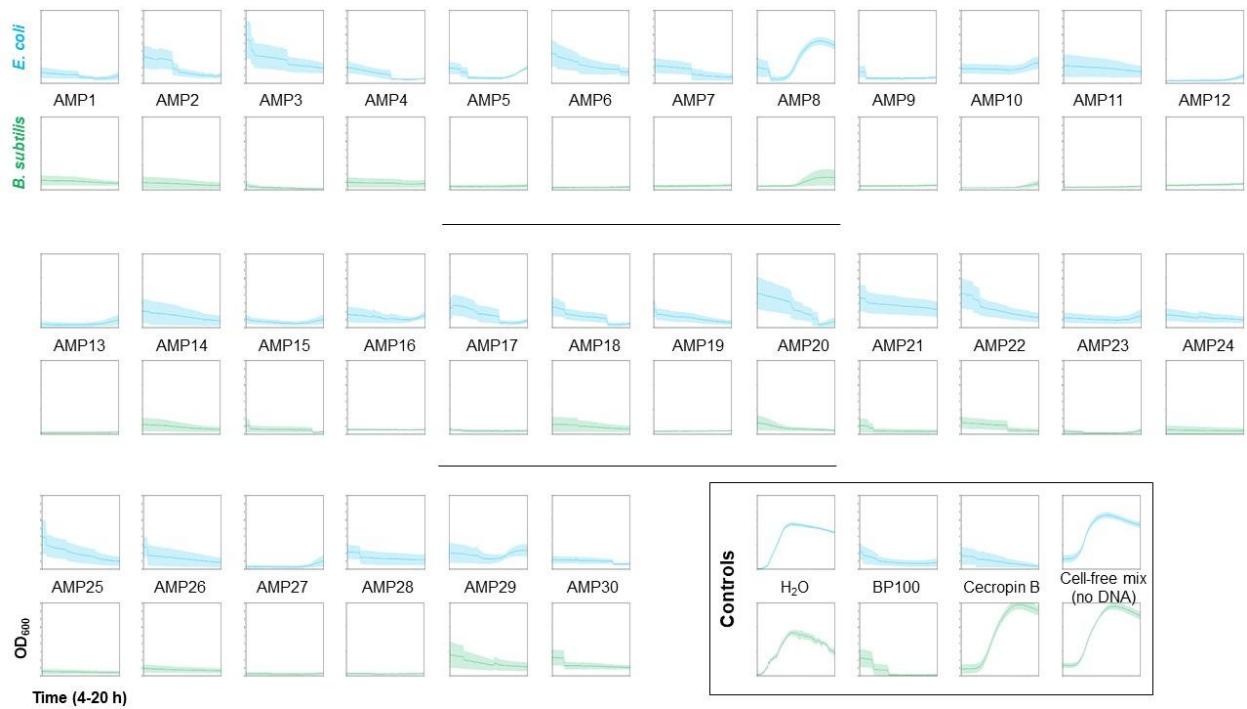 E. coli
AMP1 AMP2 AMP3 AMP4 AMP5 AMP6 AMP7 AMP8 AMP9 AMP10 AMP11 AMP12
B. subtilis
AMP13 AMP14 AMP15 AMP16 AMP17 AMP18 AMP19 AMP20 AMP21 AMP22 AMP23 AMP24
AMP25 AMP26 AMP27 AMP28 AMP29 AMP30
OD600
Time (4-20 h)
Controls
H2O BP100 Cecropin B Cell-free mix
(no DNA)